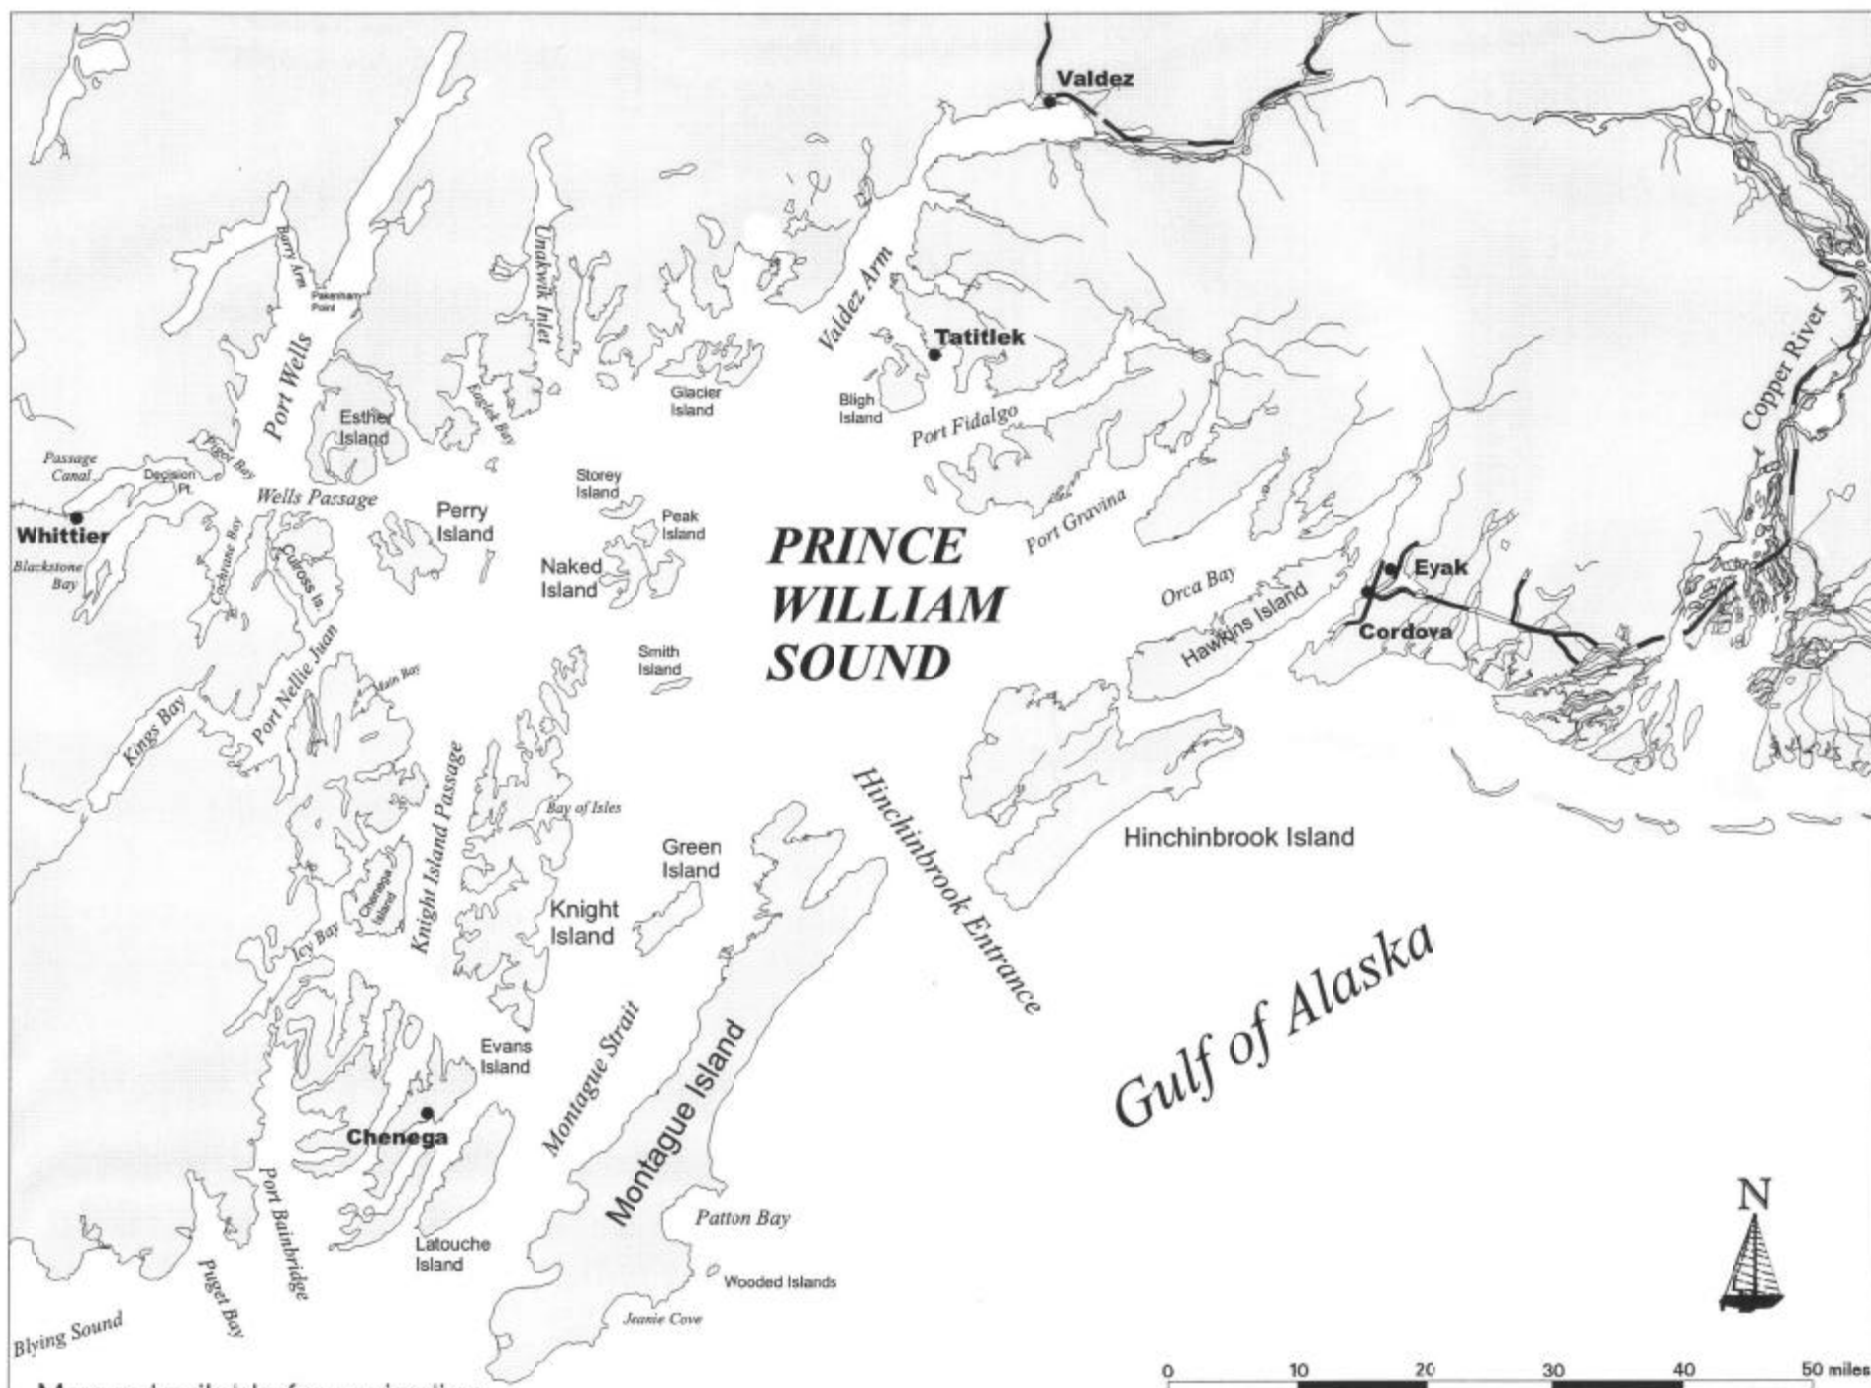 Valdez
Barry Arm
Unakwik Inlet
Pakenham
Point
Valdez Arm
Tatitlek
Copper River
Port Wells
Glacier
Island
Bligh
Island
Eaglek Bay
Esther
Island
Port Fidalgo
Passage
Canal
Pigot Bay
Decision
Pt.
Storey
Island
Wells Passage
Perry
Island
Peak
Island
Port Gravina
Whittier
PRINCE
WILLIAM
SOUND
Blackstone
Bay
Cochrane Bay
Culross Is.
Naked
Island
Orca Bay
Eyak
Hawkins Island
Cordova
Smith
Island
Port Nellie Juan
Main Bay
Kings Bay
Knight Island Passage
Bay of Isles
Hinchinbrook Entrance
Hinchinbrook Island
Green
Island
Chenega
Island
Knight
Island
Icy Bay
Gulf of Alaska
Evans
Island
Montague Strait
Montague Island
Chenega
Port Bainbridge
Patton Bay
N
Latouche
Island
Puget Bay
Wooded Islands
Jeanie Cove
Blying Sound
0 10 20 30 40 50 miles